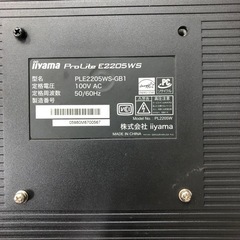 iiyama ProLite E2205WS
型名 PLE2205WS-GB1
定格電圧 100V AC
定格周波数 50/60Hz
製造番号
株式会社 iiyama
MADE IN CHINA
Model No.: PL2200W